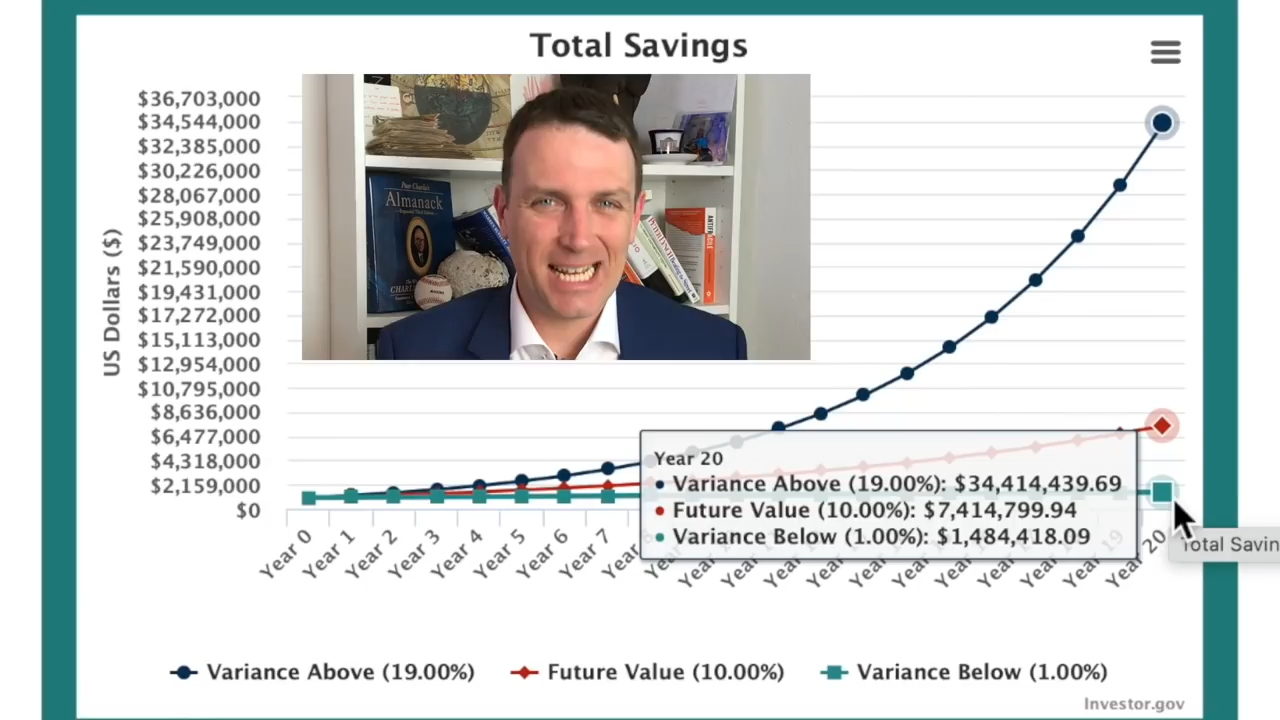 Total Savings
$36,703,000
$34,544,000
$32,385,000
$30,226,000
$28,067,000
$25,908,000
$23,749,000
$21,590,000
$19,431,000
$17,272,000
$15,113,000
$12,954,000
$10,795,000
$8,636,000
$6,477,000
$4,318,000
$2,159,000
$0
US Dollars ($)
Poor Charlie's
Almanack
Year 20
Variance Above (19.00%): $34,414,439.69
Future Value (10.00%): $7,414,799.94
Variance Below (1.00%): $1,484,418.09
Total Savin
Year 0
Year 1
Year 2
Year 3
Year 4
Year 5
Year 6
Year 7
Year 19
Year 20
Variance Above (19.00%)
Future Value (10.00%)
Variance Below (1.00%)
Investor.gov